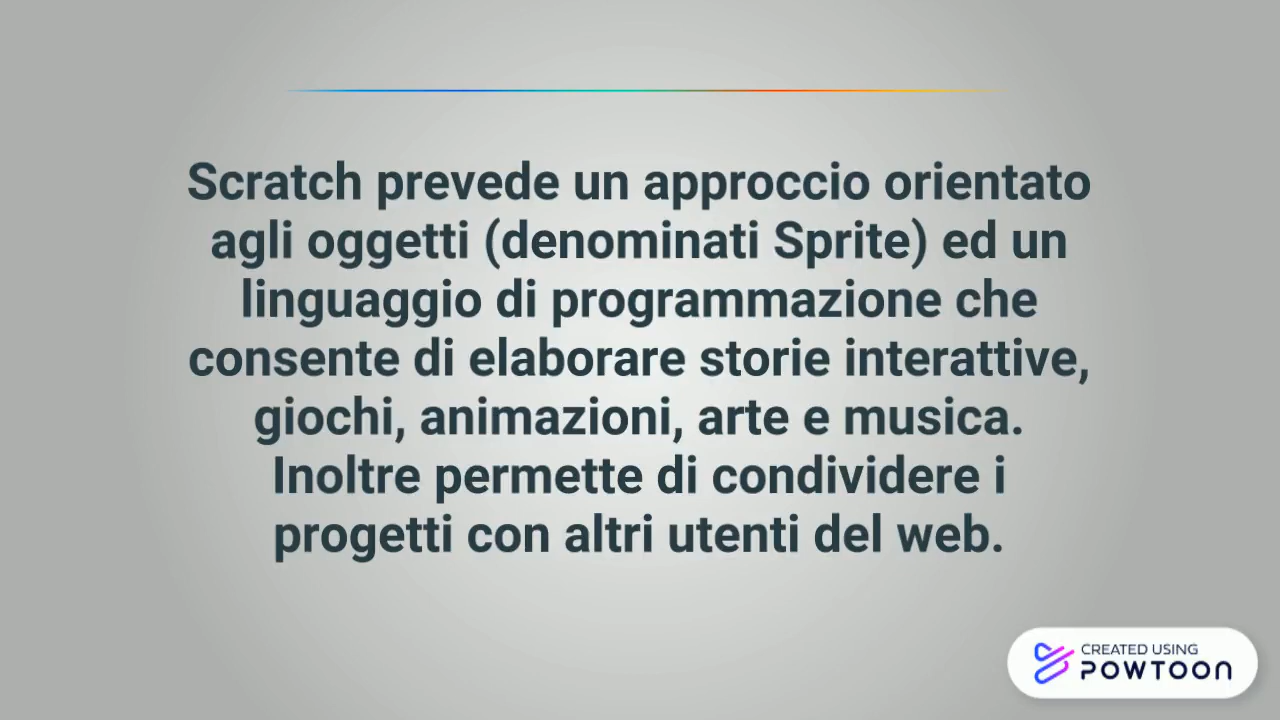 Scratch prevede un approccio orientato
agli oggetti (denominati Sprite) ed un
linguaggio di programmazione che
consente di elaborare storie interattive,
giochi, animazioni, arte e musica.
Inoltre permette di condividere i
progetti con altri utenti del web.
CREATED USING
POWTOON